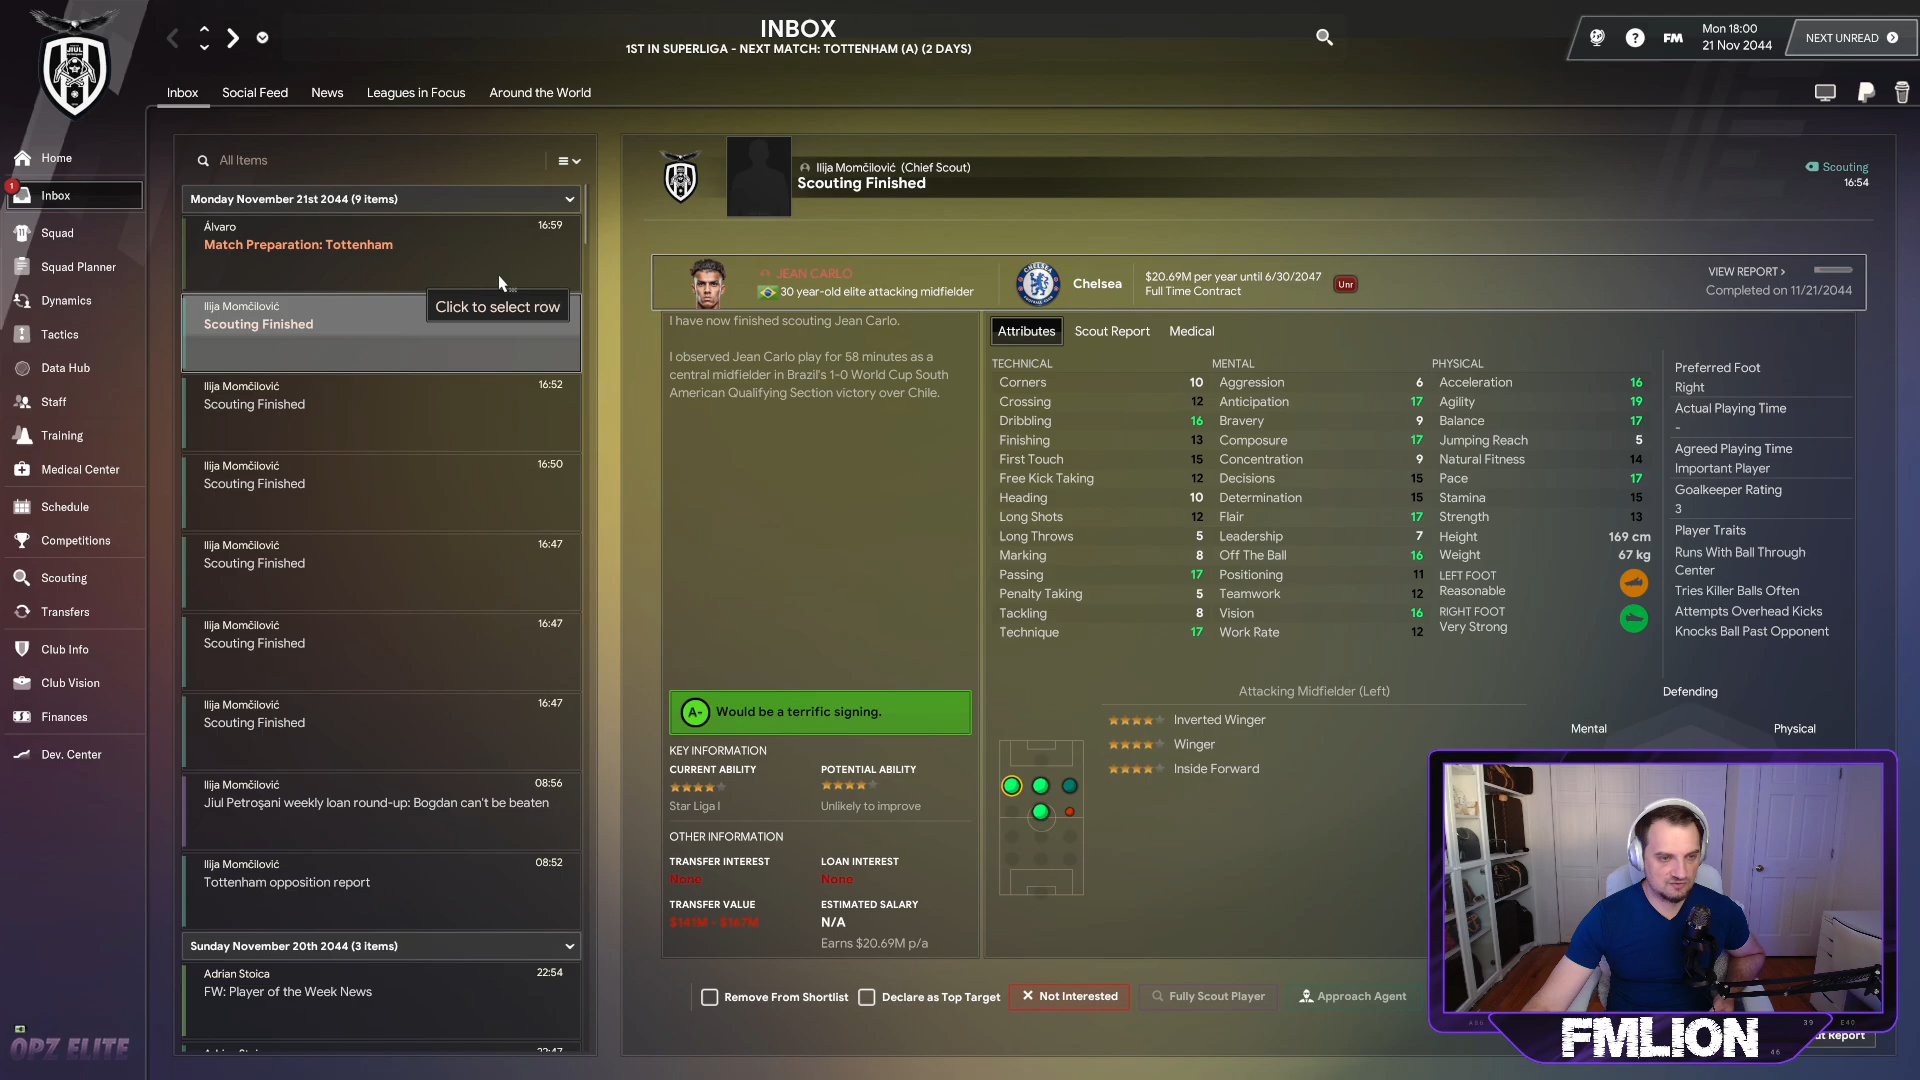 INBOX
1ST IN SUPERLIGA - NEXT MATCH: TOTTENHAM (A) (2 DAYS)
FM
Mon 18:00
21 Nov 2044
NEXT UNREAD
Inbox
Social Feed
News
Leagues in Focus
Around the World
Home
1
Inbox
Squad
Squad Planner
Dynamics
Tactics
Data Hub
Staff
Training
Medical Center
Schedule
Competitions
Scouting
Transfers
Club Info
Club Vision
Finances
Dev. Center
OPZ ELITE
All Items
Monday November 21st 2044 (9 items)
Álvaro 16:59
Match Preparation: Tottenham
Ilija Momčilović
Scouting Finished
Click to select row
Ilija Momčilović 16:52
Scouting Finished
Ilija Momčilović 16:50
Scouting Finished
Ilija Momčilović 16:47
Scouting Finished
Ilija Momčilović 16:47
Scouting Finished
Ilija Momčilović 16:47
Scouting Finished
Ilija Momčilović 08:56
Jiul Petroşani weekly loan round-up: Bogdan can't be beaten
Ilija Momčilović 08:52
Tottenham opposition report
Sunday November 20th 2044 (3 items)
Adrian Stoica 22:54
FW: Player of the Week News
Ilija Momčilović (Chief Scout)
Scouting Finished
Scouting
16:54
JEAN CARLO
30 year-old elite attacking midfielder
Chelsea
$20.69M per year until 6/30/2047
Full Time Contract
Unr
VIEW REPORT >
Completed on 11/21/2044
I have now finished scouting Jean Carlo.
I observed Jean Carlo play for 58 minutes as a
central midfielder in Brazil's 1-0 World Cup South
American Qualifying Section victory over Chile.
A- Would be a terrific signing.
KEY INFORMATION
CURRENT ABILITY
Star Liga I
POTENTIAL ABILITY
Unlikely to improve
OTHER INFORMATION
TRANSFER INTEREST
None
LOAN INTEREST
None
TRANSFER VALUE
$141M - $167M
ESTIMATED SALARY
N/A
Earns $20.69M p/a
Attributes
Scout Report
Medical
TECHNICAL
Corners 10
Crossing 12
Dribbling 16
Finishing 13
First Touch 15
Free Kick Taking 12
Heading 10
Long Shots 12
Long Throws 5
Marking 8
Passing 17
Penalty Taking 5
Tackling 8
Technique 17
MENTAL
Aggression 6
Anticipation 17
Bravery 9
Composure 17
Concentration 9
Decisions 15
Determination 15
Flair 17
Leadership 7
Off The Ball 16
Positioning 11
Teamwork 12
Vision 16
Work Rate 12
PHYSICAL
Acceleration 16
Agility 19
Balance 17
Jumping Reach 5
Natural Fitness 14
Pace 17
Stamina 15
Strength 13
Height 169 cm
Weight 67 kg
LEFT FOOT
Reasonable
RIGHT FOOT
Very Strong
Preferred Foot
Right
Actual Playing Time
-
Agreed Playing Time
Important Player
Goalkeeper Rating
3
Player Traits
Runs With Ball Through
Center
Tries Killer Balls Often
Attempts Overhead Kicks
Knocks Ball Past Opponent
Attacking Midfielder (Left)
Inverted Winger
Winger
Inside Forward
Defending
Mental
Physical
Remove From Shortlist
Declare as Top Target
Not Interested
Fully Scout Player
Approach Agent
FMLION